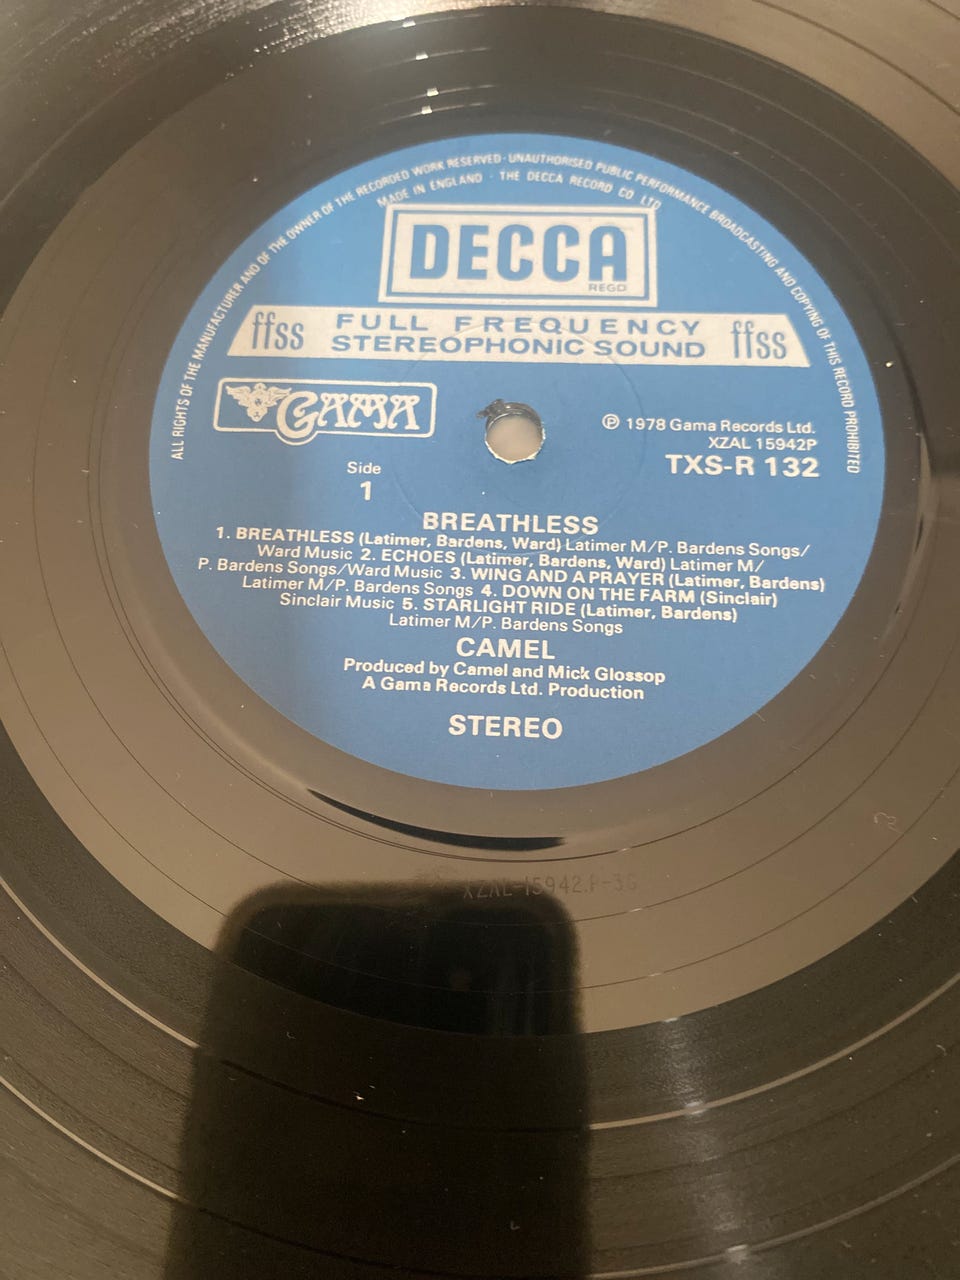 ALL RIGHTS OF THE MANUFACTURER AND OF THE OWNER OF THE RECORDED WORK RESERVED · UNAUTHORISED PUBLIC PERFORMANCE BROADCASTING AND COPYING OF THIS RECORD PROHIBITED
MADE IN ENGLAND · THE DECCA RECORD CO LTD
DECCA
REGD
ffss FULL FREQUENCY ffss
STEREOPHONIC SOUND
GAMA
℗ 1978 Gama Records Ltd.
XZAL 15942P
TXS-R 132
Side
1
BREATHLESS
1. BREATHLESS (Latimer, Bardens, Ward) Latimer M/P. Bardens Songs/
Ward Music 2. ECHOES (Latimer, Bardens, Ward) Latimer M/
P. Bardens Songs/Ward Music 3. WING AND A PRAYER (Latimer, Bardens)
Latimer M/P. Bardens Songs 4. DOWN ON THE FARM (Sinclair)
Sinclair Music 5. STARLIGHT RIDE (Latimer, Bardens)
Latimer M/P. Bardens Songs
CAMEL
Produced by Camel and Mick Glossop
A Gama Records Ltd. Production
STEREO
XZAL-15942.P-3G